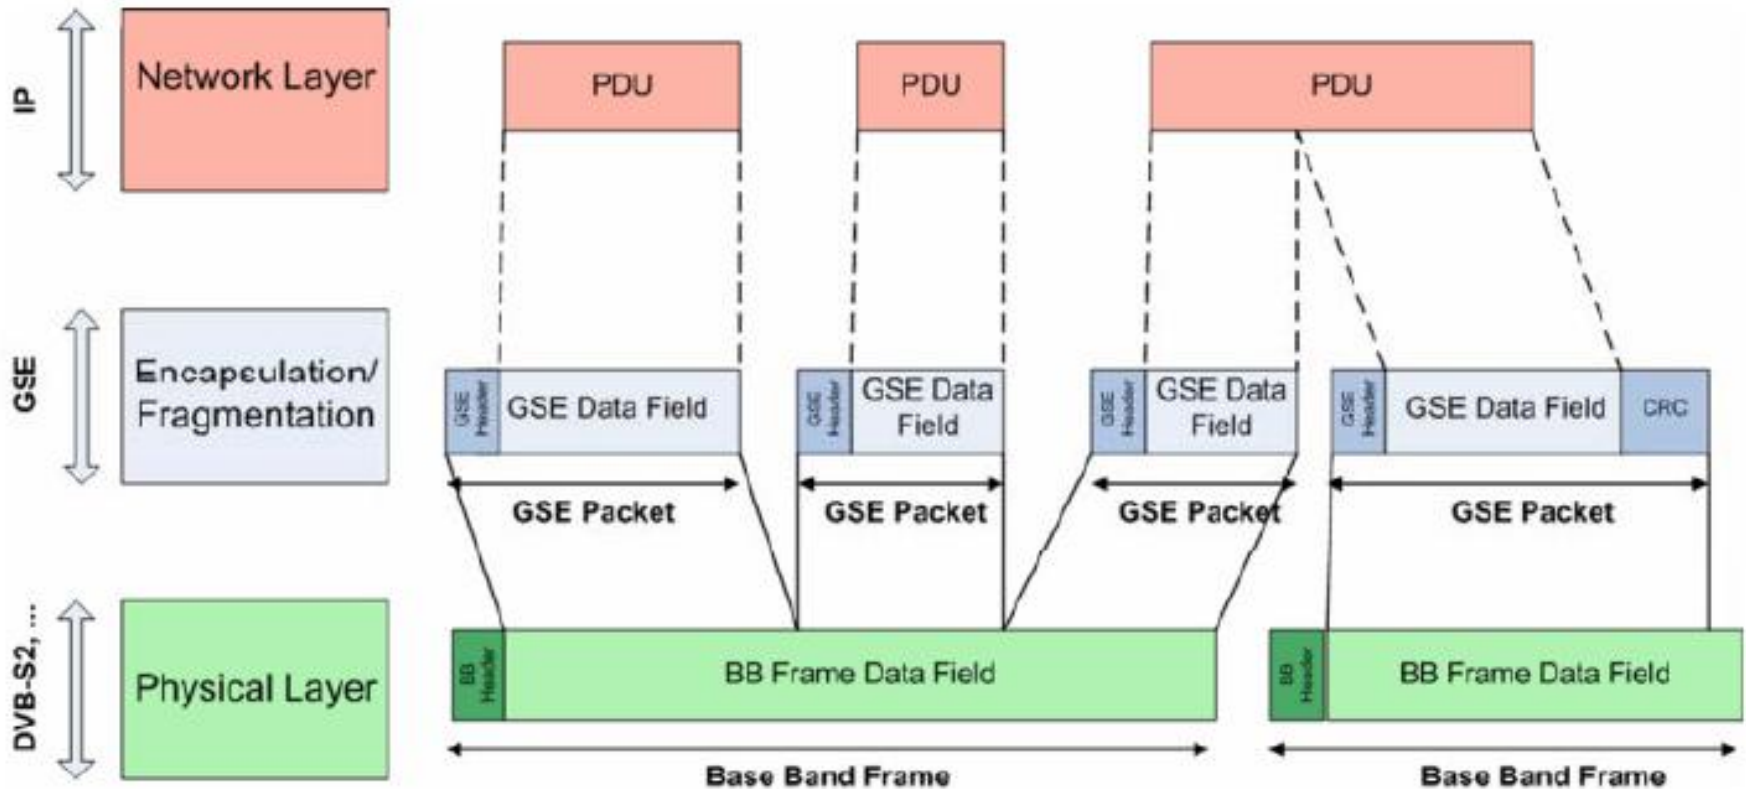 IP
Network Layer
PDU
PDU
PDU
GSE
Encapsulation/
Fragmentation
GSE
Header
GSE Data Field
GSE
Header
GSE Data
Field
GSE
Header
GSE Data
Field
GSE
Header
GSE Data Field
CRC
GSE Packet
GSE Packet
GSE Packet
GSE Packet
DVB-S2, ...
Physical Layer
BB
Header
BB Frame Data Field
BB
Header
BB Frame Data Field
Base Band Frame
Base Band Frame